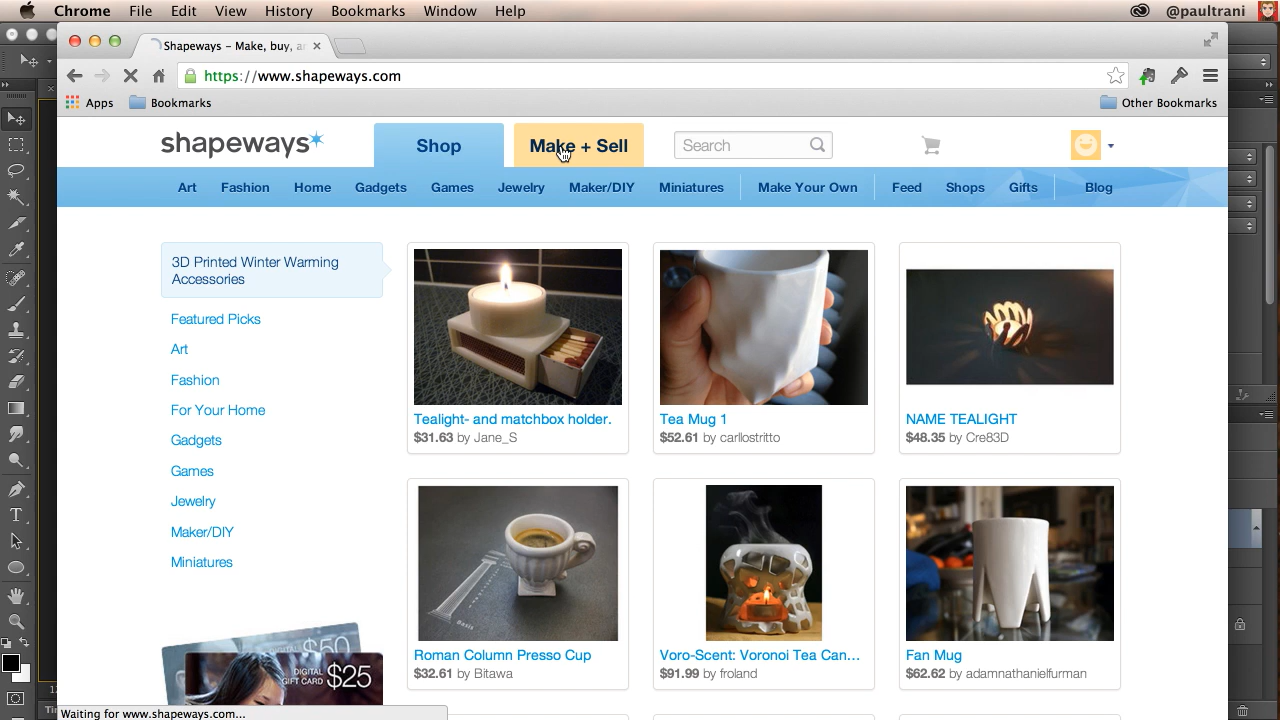 Chrome File Edit View History Bookmarks Window Help @paultrani
Shapeways – Make, buy, a
https://www.shapeways.com
Apps Bookmarks Other Bookmarks
shapeways Shop Make + Sell Search
Art Fashion Home Gadgets Games Jewelry Maker/DIY Miniatures Make Your Own Feed Shops Gifts Blog
3D Printed Winter Warming
Accessories
Featured Picks
Art
Fashion
For Your Home
Gadgets
Games
Jewelry
Maker/DIY
Miniatures
$50
DIGITAL
GIFT CARD $25
Tealight- and matchbox holder.
$31.63 by Jane_S
Tea Mug 1
$52.61 by carllostritto
NAME TEALIGHT
$48.35 by Cre83D
Roman Column Presso Cup
$32.61 by Bitawa
Voro-Scent: Voronoi Tea Can...
$91.99 by froland
Fan Mug
$62.62 by adamnathanielfurman
Waiting for www.shapeways.com...